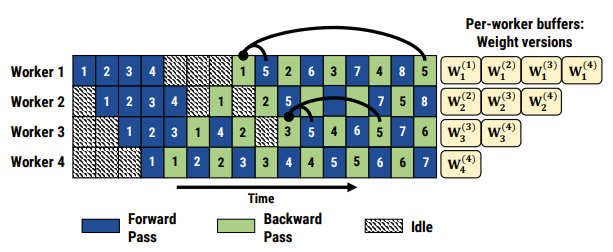 Per-worker buffers:
Weight versions
Worker 1 1 2 3 4 1 5 2 6 3 7 4 8 5 W₁⁽¹⁾ W₁⁽²⁾ W₁⁽³⁾ W₁⁽⁴⁾
Worker 2 1 2 3 4 1 2 5 7 5 8 W₂⁽²⁾ W₂⁽³⁾ W₂⁽⁴⁾
Worker 3 1 2 3 1 4 2 3 5 4 6 5 7 6 W₃⁽³⁾ W₃⁽⁴⁾
Worker 4 1 1 2 2 3 3 4 4 5 5 6 6 7 W₄⁽⁴⁾
Time
Forward Pass
Backward Pass
Idle